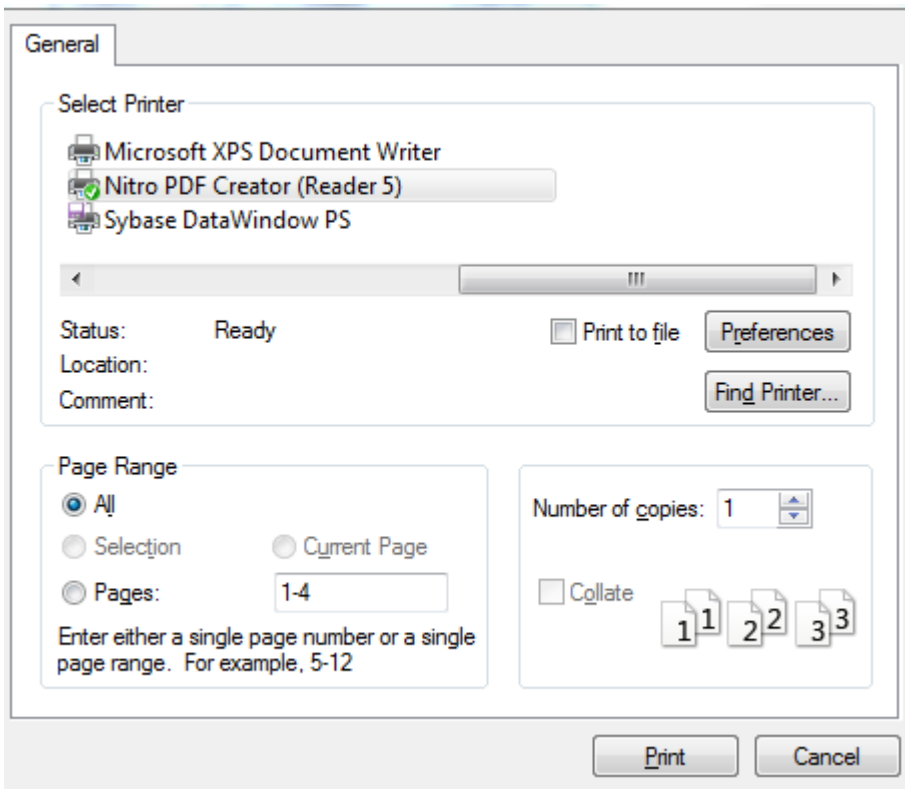 General
Select Printer
Microsoft XPS Document Writer
Nitro PDF Creator (Reader 5)
Sybase DataWindow PS
Status: Ready
Print to file
Preferences
Location:
Comment:
Find Printer...
Page Range
All
Selection
Current Page
Pages: 1-4
Enter either a single page number or a single
page range. For example, 5-12
Number of copies: 1
Collate
1 1 2 2 3 3
Print
Cancel